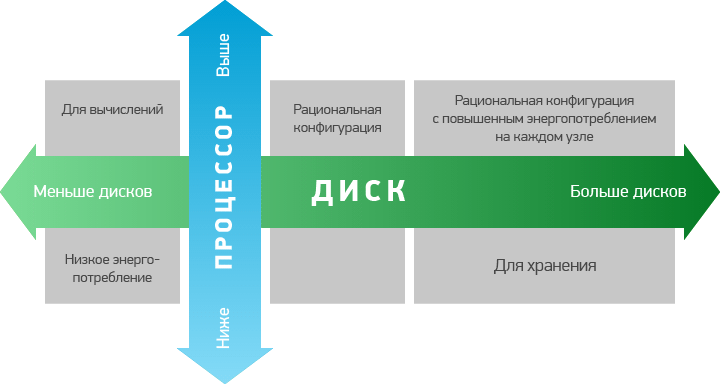 Выше
Для вычислений
Рациональная
конфигурация
Рациональная конфигурация
с повышенным энергопотреблением
на каждом узле
ПРОЦЕССОР
Меньше дисков
ДИСК
Больше дисков
Низкое энерго-
потребление
Для хранения
Ниже